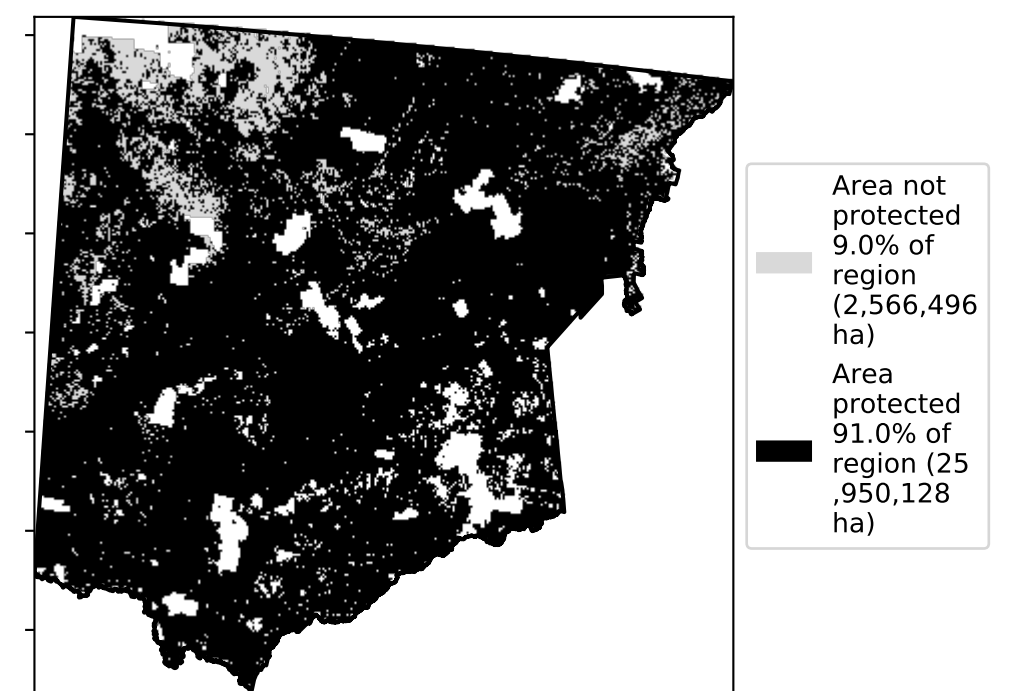 Area not
protected
9.0% of
region
(2,566,496
ha)
Area
protected
91.0% of
region (25
,950,128
ha)